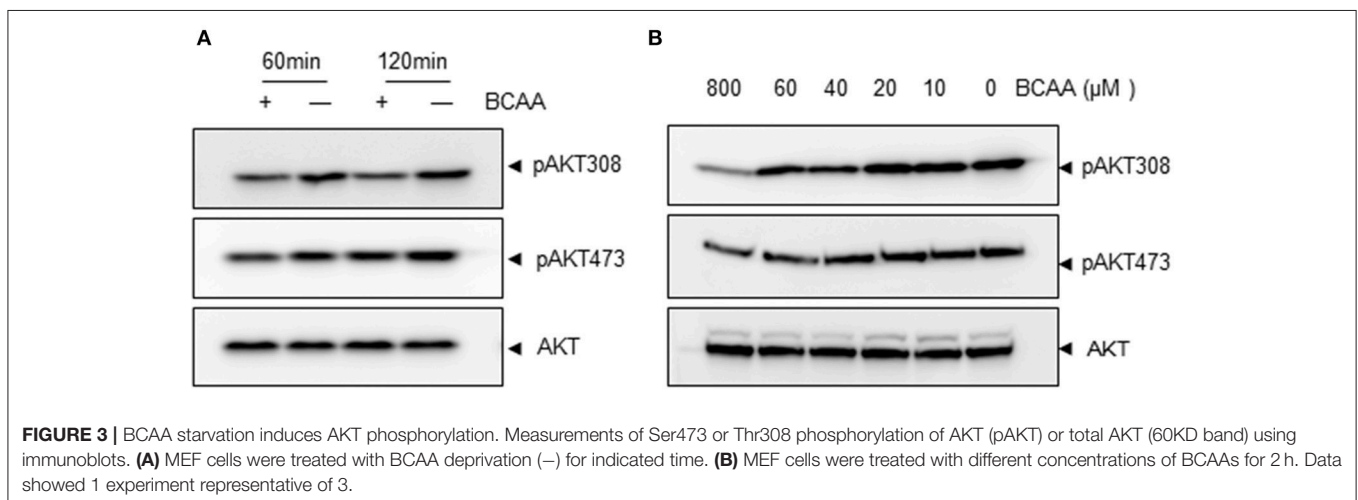 A
60min 120min
+ — + — BCAA
◄ pAKT308
◄ pAKT473
◄ AKT
B
800 60 40 20 10 0 BCAA (µM )
◄ pAKT308
◄ pAKT473
◄ AKT
FIGURE 3 | BCAA starvation induces AKT phosphorylation. Measurements of Ser473 or Thr308 phosphorylation of AKT (pAKT) or total AKT (60KD band) using
immunoblots. (A) MEF cells were treated with BCAA deprivation (−) for indicated time. (B) MEF cells were treated with different concentrations of BCAAs for 2 h. Data
showed 1 experiment representative of 3.